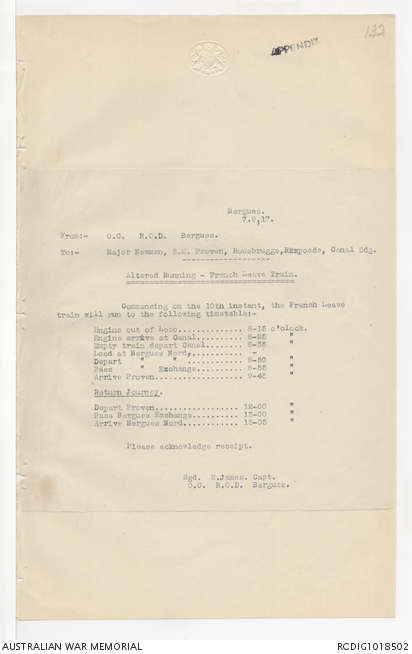 132
APPENDIX
Bergues.
7.8.17.
From:- O.C. R.O.D. Bergues.
To:- Major Newman, S.M. Proven, Rousbrugge, Rexpoede, Canal Sdg.
Altered Running - French Leave Train.
Commencing on the 10th instant, the French Leave
train will run to the following timetable:-
Engine out of Loco............... 8-15 o'clock.
Engine arrive at Canal........... 8-25 "
Empty train depart Canal......... 8-35 "
Load at Bergues Nord,........... -
Depart " " ........... 8-50 "
Pass " Exchange......... 8-55 "
Arrive Proven.................... 9-45 "
Return Journey.
Depart Proven............... 12-00 "
Pass Bergues Exchange....... 13-00 "
Arrive Bergues Nord......... 13-05 "
Please acknowledge receipt.
Sgd. E.James. Capt.
O.C. R.O.D. Bergues.
AUSTRALIAN WAR MEMORIAL
RCDIG1018502